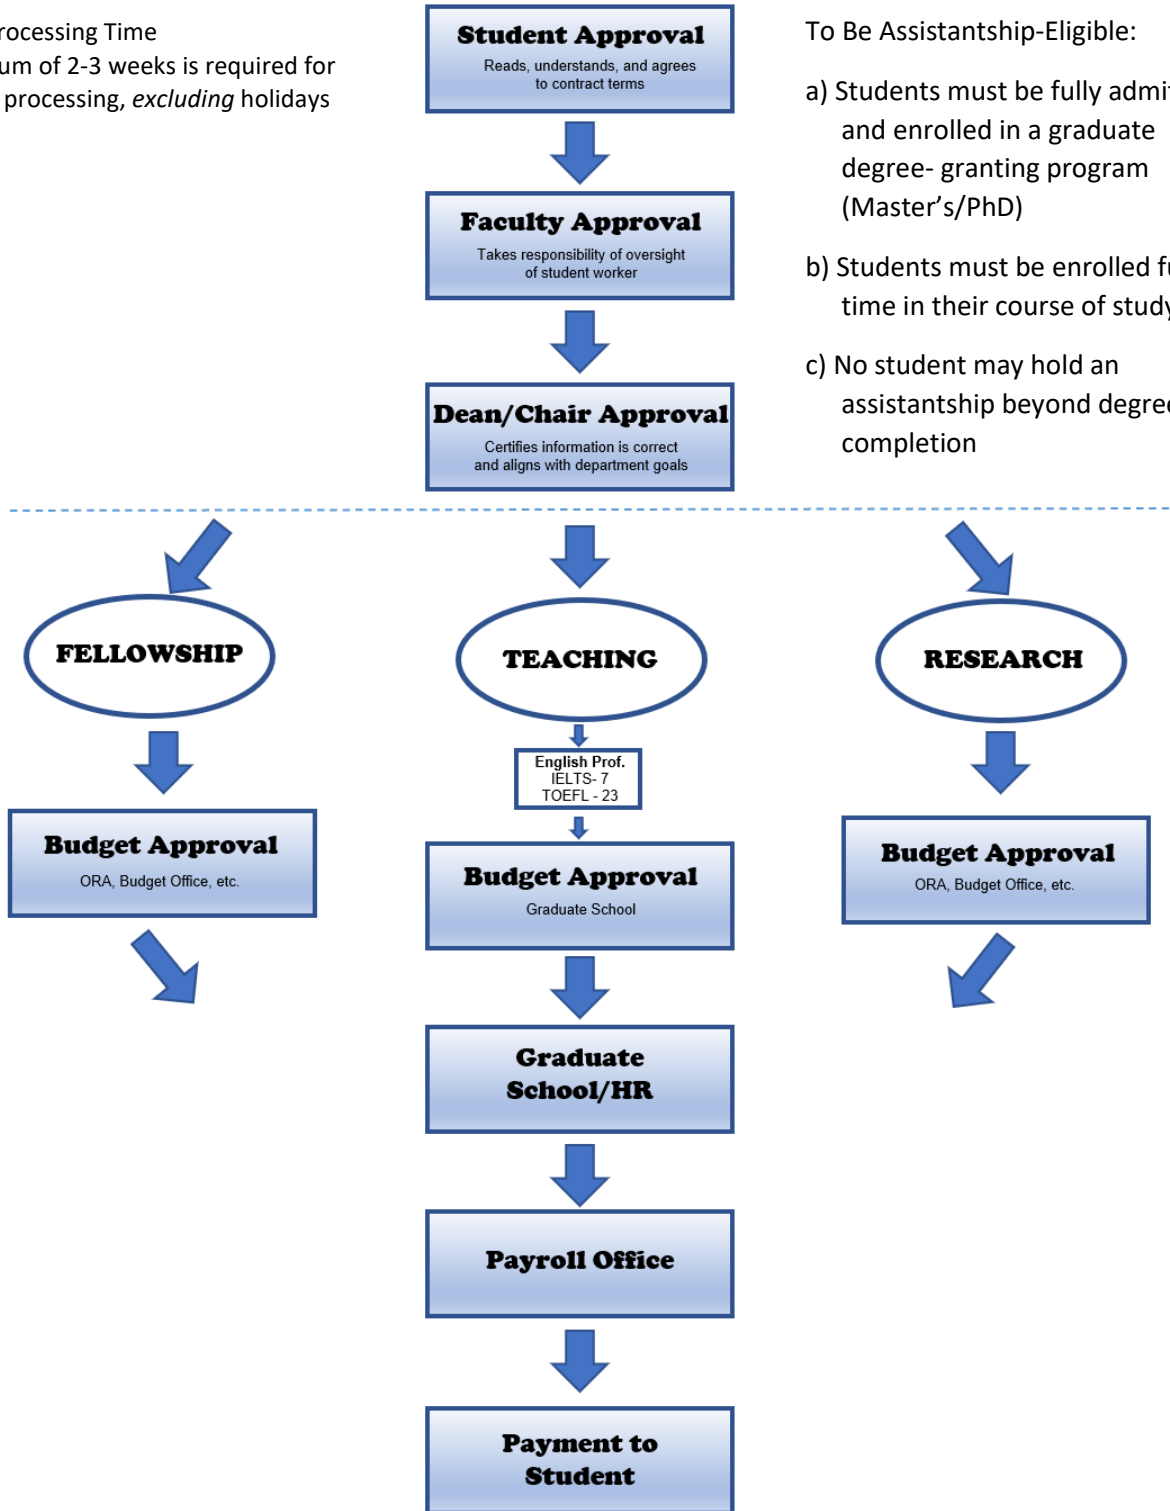 rocessing Time
um of 2-3 weeks is required for
processing, excluding holidays
Student Approval
Reads, understands, and agrees
to contract terms
To Be Assistantship-Eligible:
a) Students must be fully admit
and enrolled in a graduate
degree- granting program
(Master's/PhD)
b) Students must be enrolled fu
time in their course of study
c) No student may hold an
assistantship beyond degree
completion
Faculty Approval
Takes responsibility of oversight
of student worker
Dean/Chair Approval
Certifies information is correct
and aligns with department goals
FELLOWSHIP
TEACHING
RESEARCH
English Prof.
IELTS- 7
TOEFL - 23
Budget Approval
ORA, Budget Office, etc.
Budget Approval
Graduate School
Budget Approval
ORA, Budget Office, etc.
Graduate
School/HR
Payroll Office
Payment to
Student